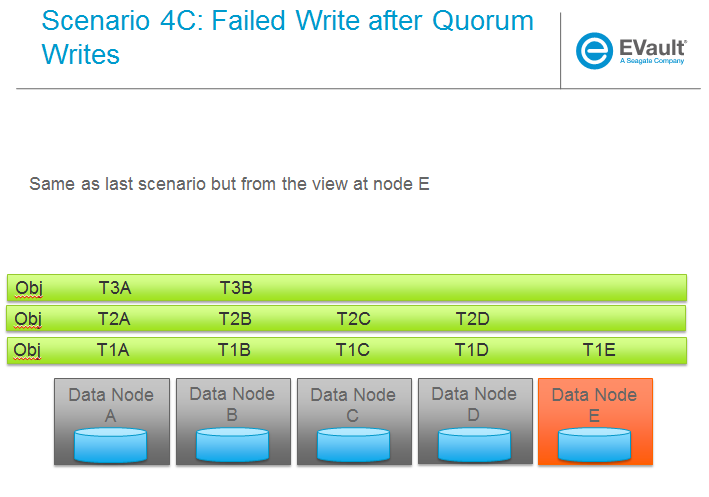 Scenario 4C: Failed Write after Quorum
Writes
EVault
A Seagate Company
Same as last scenario but from the view at node E
Obj T3A T3B
Obj T2A T2B T2C T2D
Obj T1A T1B T1C T1D T1E
Data Node A
Data Node B
Data Node C
Data Node D
Data Node E